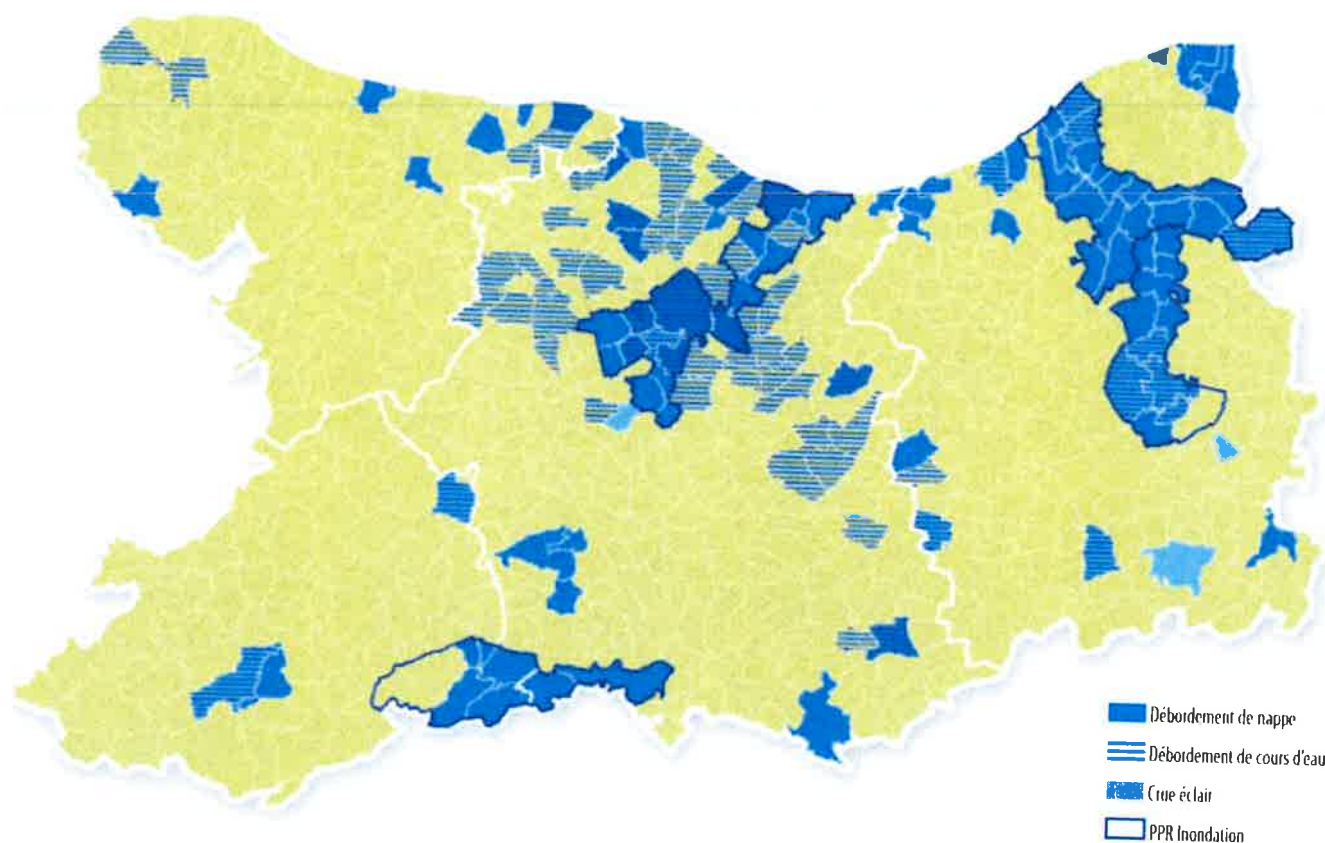 Débordement de nappe
Débordement de cours d'eau
Crue éclair
PPR Inondation